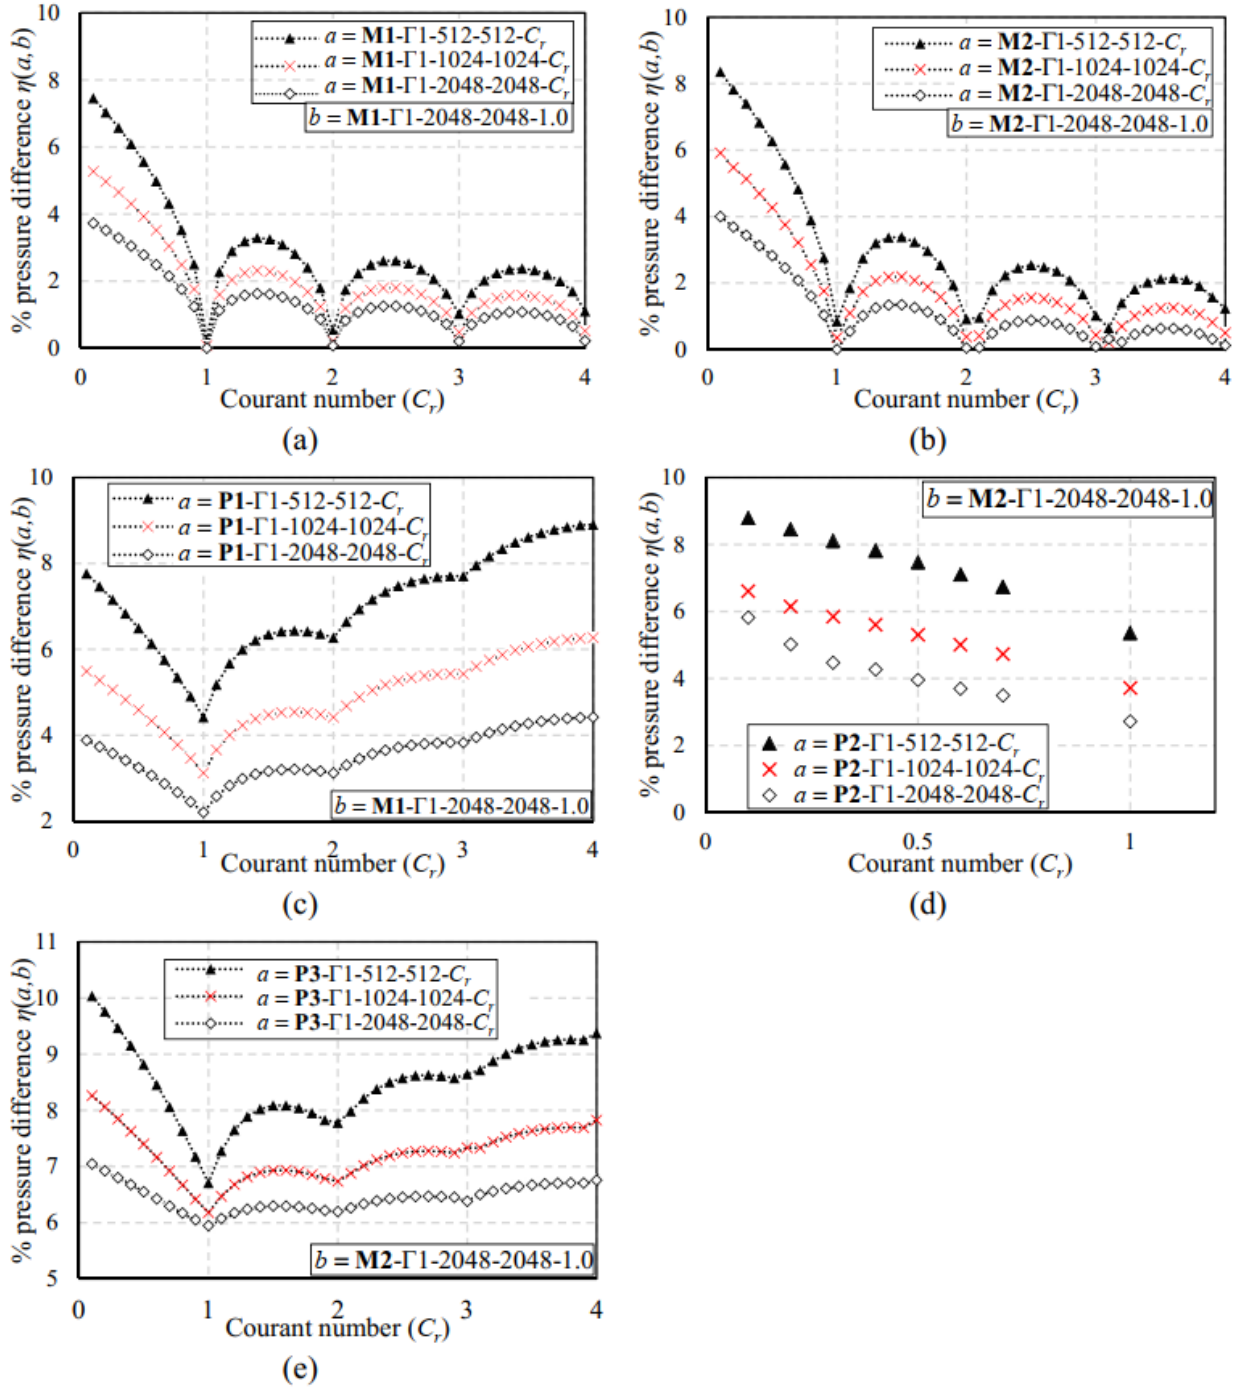 % pressure difference η(a,b)
10
8
6
4
2
0
a = M1-Γ1-512-512-Cr
a = M1-Γ1-1024-1024-Cr
a = M1-Γ1-2048-2048-Cr
b = M1-Γ1-2048-2048-1.0
0 1 2 3 4
Courant number (Cr)
(a)
% pressure difference η(a,b)
10
8
6
4
2
0
a = M2-Γ1-512-512-Cr
a = M2-Γ1-1024-1024-Cr
a = M2-Γ1-2048-2048-Cr
b = M2-Γ1-2048-2048-1.0
0 1 2 3 4
Courant number (Cr)
(b)
% pressure difference η(a,b)
10
8
6
4
2
a = P1-Γ1-512-512-Cr
a = P1-Γ1-1024-1024-Cr
a = P1-Γ1-2048-2048-Cr
b = M1-Γ1-2048-2048-1.0
0 1 2 3 4
Courant number (Cr)
(c)
% pressure difference η(a,b)
10
8
6
4
2
0
b = M2-Γ1-2048-2048-1.0
a = P2-Γ1-512-512-Cr
a = P2-Γ1-1024-1024-Cr
a = P2-Γ1-2048-2048-Cr
0 0.5 1
Courant number (Cr)
(d)
% pressure difference η(a,b)
11
10
9
8
7
6
5
a = P3-Γ1-512-512-Cr
a = P3-Γ1-1024-1024-Cr
a = P3-Γ1-2048-2048-Cr
b = M2-Γ1-2048-2048-1.0
0 1 2 3 4
Courant number (Cr)
(e)